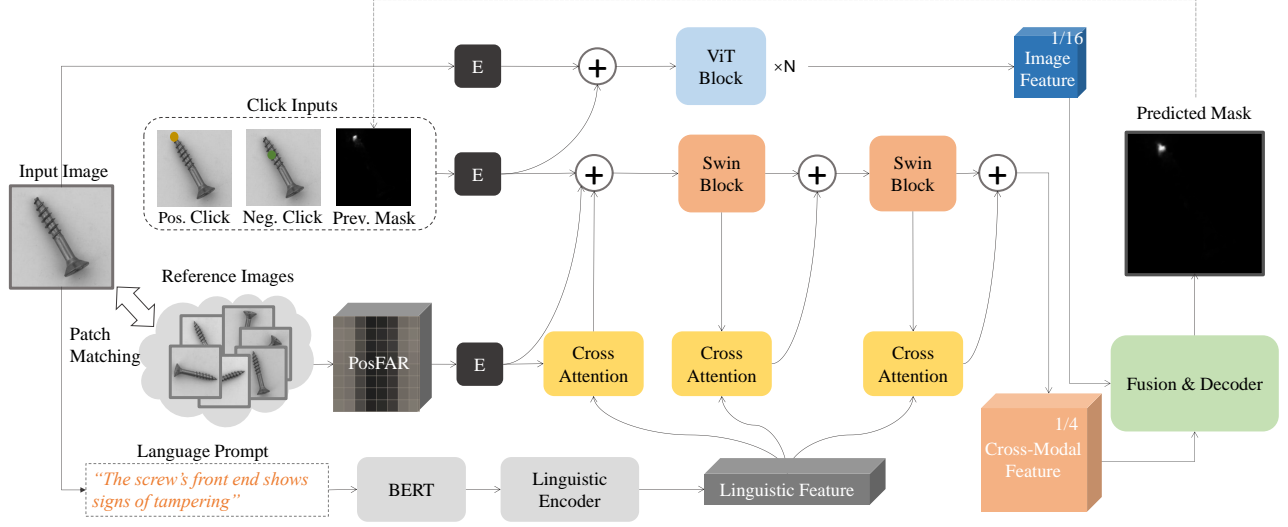 E
+
ViT
Block
×N
1/16
Image
Feature
Click Inputs
Pos. Click
Neg. Click
Prev. Mask
E
+
Swin
Block
+
Swin
Block
+
Predicted Mask
Input Image
Reference Images
Patch
Matching
PosFAR
E
Cross
Attention
Cross
Attention
Cross
Attention
Fusion & Decoder
1/4
Cross-Modal
Feature
Language Prompt
“The screw’s front end shows
signs of tampering”
BERT
Linguistic
Encoder
Linguistic Feature